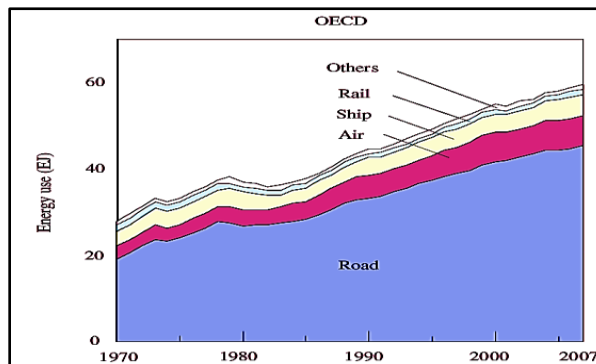 OECD
60
40
20
0
Energy use (EJ)
Others
Rail
Ship
Air
Road
1970
1980
1990
2000
2007